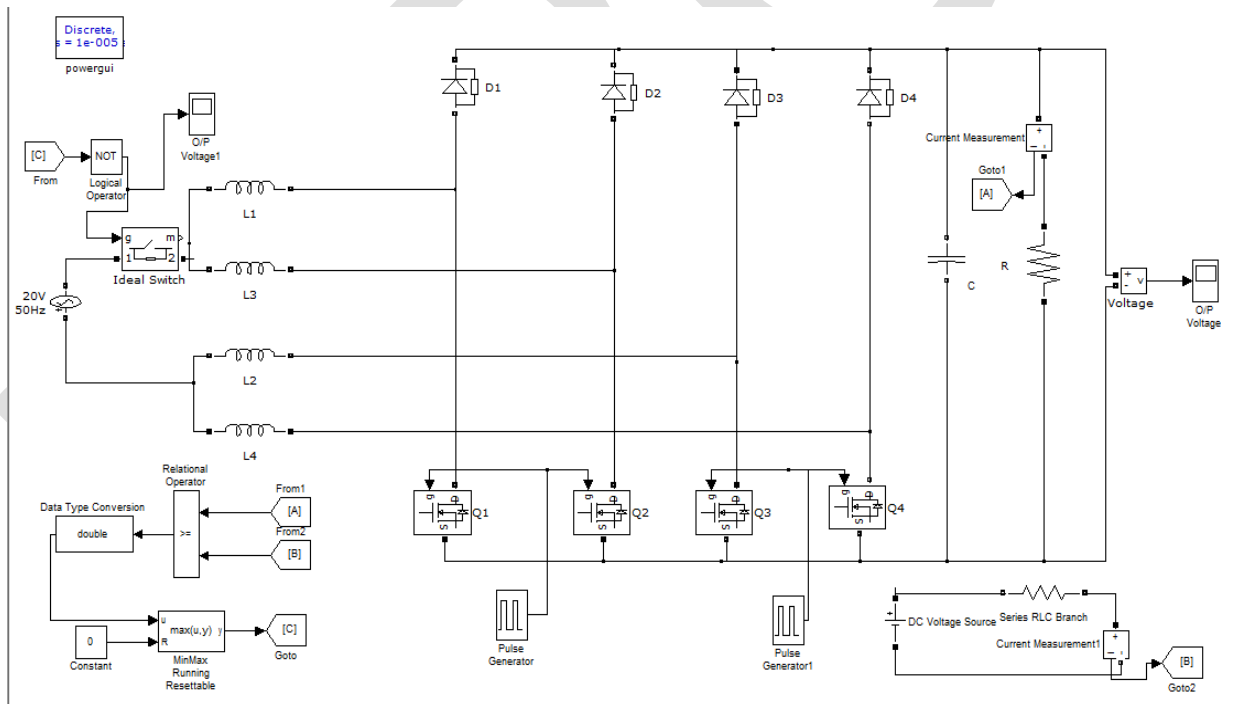 Discrete,
s = 1e-005
powergui
D1
D2
D3
D4
O/P
Voltage1
[C]
From
NOT
Logical
Operator
Current Measurement
+
-
Goto1
[A]
L1
g
m
1
2
Ideal Switch
L3
20V
50Hz
+
C
R
+
-
v
Voltage
O/P
Voltage
L2
L4
Relational
Operator
Data Type Conversion
double
>=
From1
[A]
From2
[B]
g
D
S
Q1
g
D
S
Q2
g
D
S
Q3
g
D
S
Q4
u
R
max(u,y)
y
MinMax
Running
Resettable
0
Constant
[C]
Goto
Pulse
Generator
Pulse
Generator1
+
DC Voltage Source
Series RLC Branch
Current Measurement1
+
-
[B]
Goto2